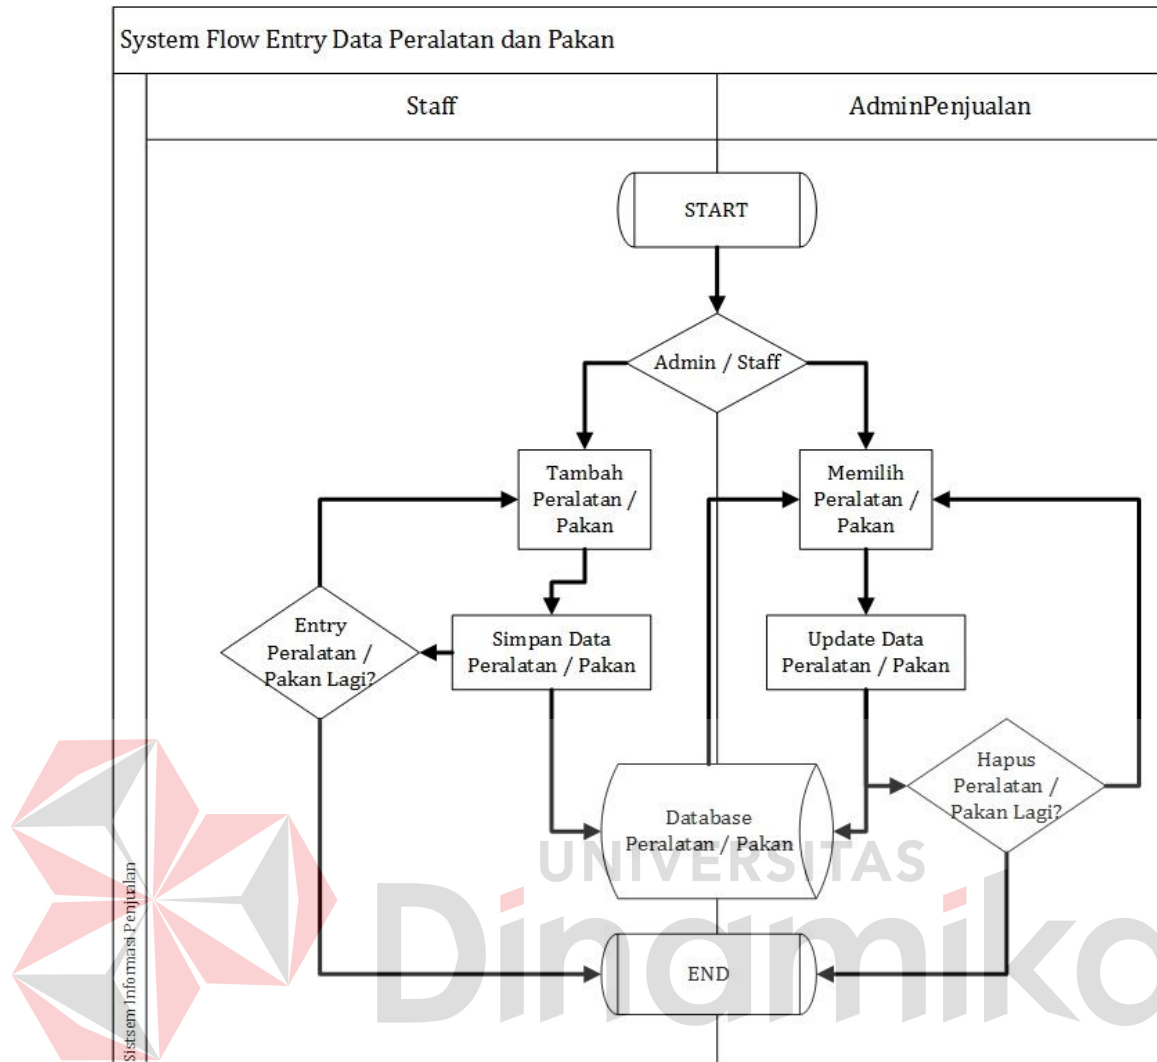 System Flow Entry Data Peralatan dan Pakan
Staff
AdminPenjualan
START
Admin / Staff
Tambah
Peralatan /
Pakan
Memilih
Peralatan /
Pakan
Entry
Peralatan /
Pakan Lagi?
Simpan Data
Peralatan / Pakan
Update Data
Peralatan / Pakan
Hapus
Peralatan /
Pakan Lagi?
Database
Peralatan / Pakan
END
Sistsem Informasi Penjualan
UNIVERSITAS
Dinamika